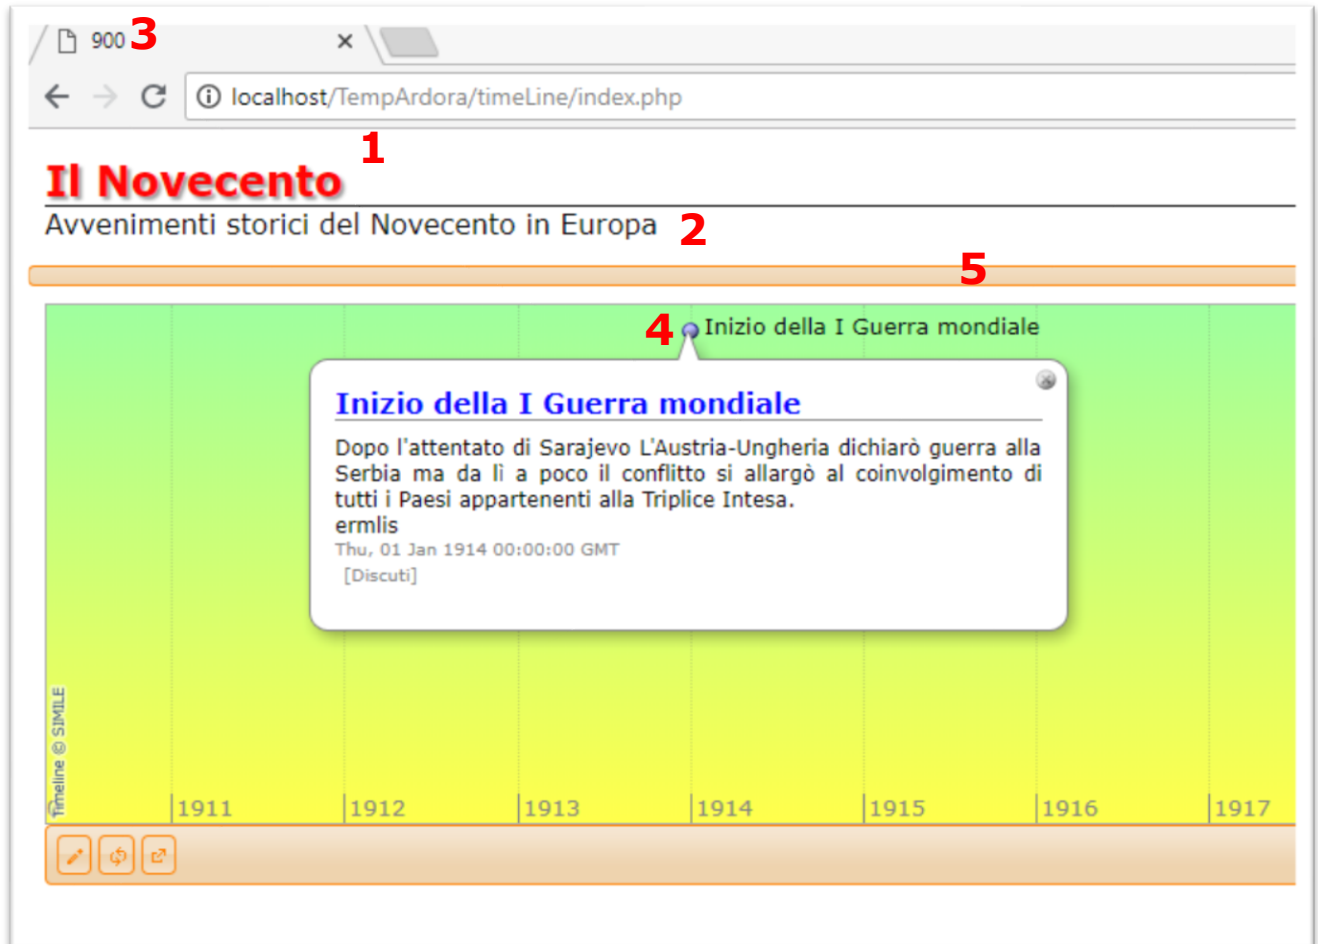 900 3
localhost/TempArdora/timeLine/index.php
1
Il Novecento
Avvenimenti storici del Novecento in Europa 2
5
4 Inizio della I Guerra mondiale
Inizio della I Guerra mondiale
Dopo l'attentato di Sarajevo L'Austria-Ungheria dichiarò guerra alla
Serbia ma da lì a poco il conflitto si allargò al coinvolgimento di
tutti i Paesi appartenenti alla Triplice Intesa.
ermlis
Thu, 01 Jan 1914 00:00:00 GMT
[Discuti]
Timeline © SIMILE
1911 1912 1913 1914 1915 1916 1917